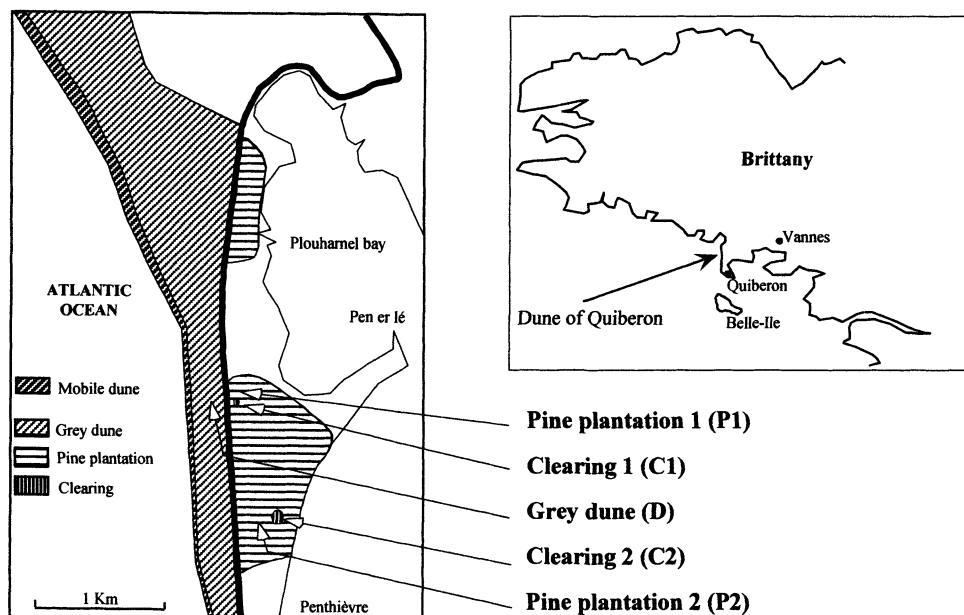 Plouharnel bay
ATLANTIC
OCEAN
Pen er lé
Mobile dune
Grey dune
Pine plantation
Clearing
1 Km
Penthièvre
Brittany
Vannes
Quiberon
Dune of Quiberon
Belle-Ile
Pine plantation 1 (P1)
Clearing 1 (C1)
Grey dune (D)
Clearing 2 (C2)
Pine plantation 2 (P2)